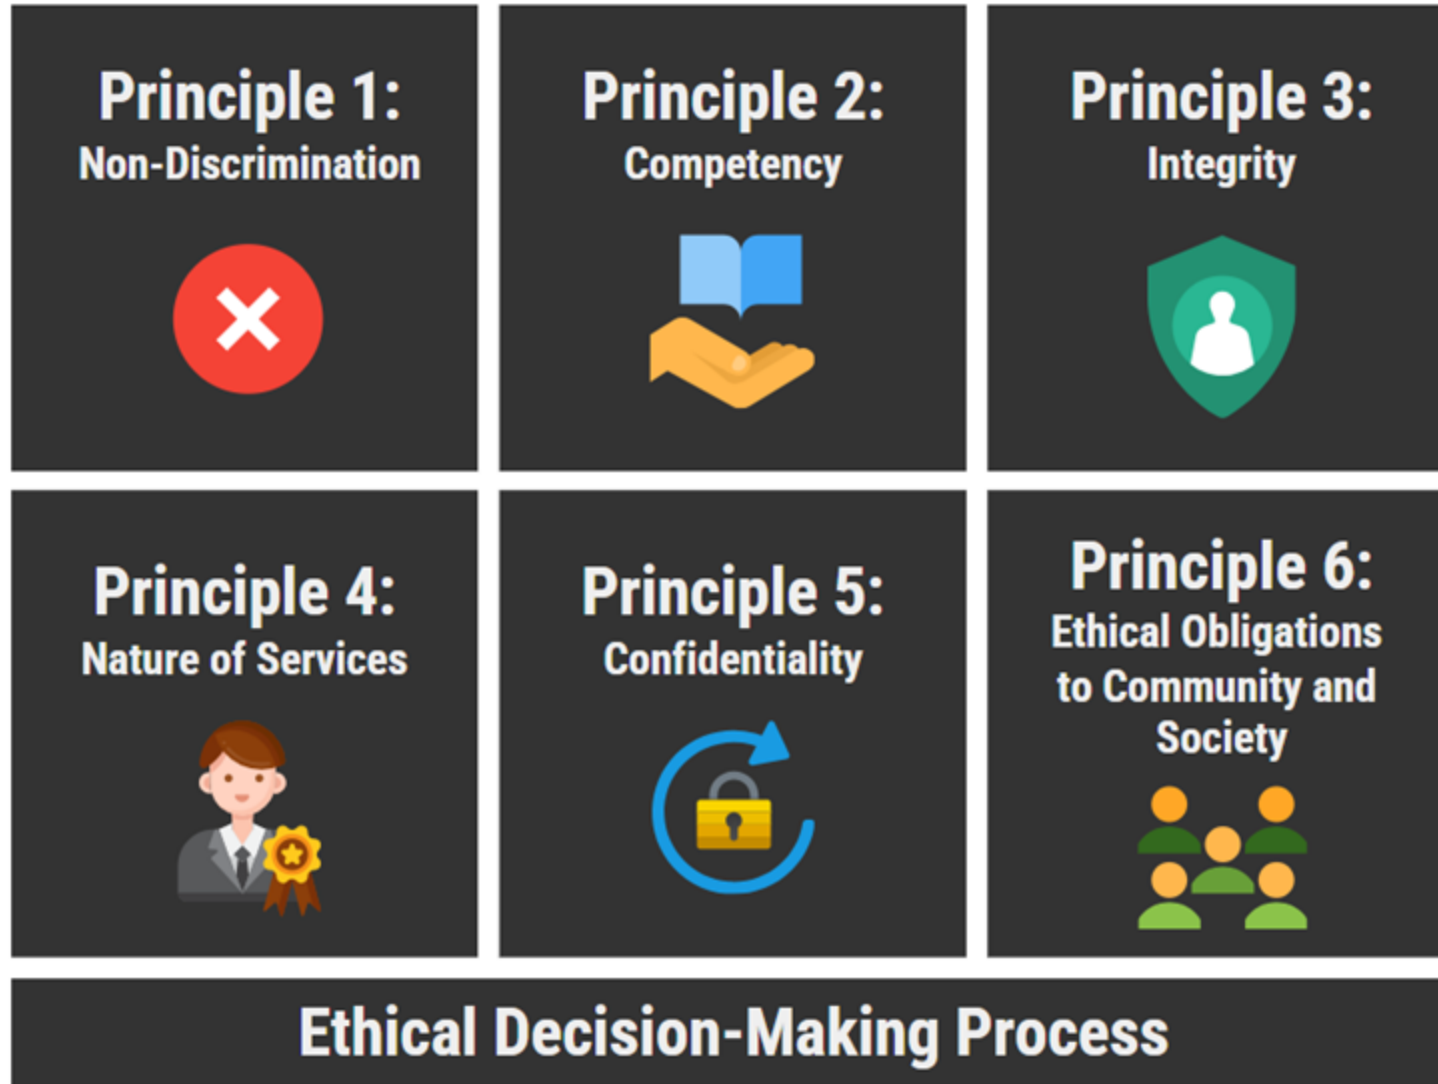 Principle 1:
Non-Discrimination
Principle 2:
Competency
Principle 3:
Integrity
Principle 4:
Nature of Services
Principle 5:
Confidentiality
Principle 6:
Ethical Obligations
to Community and
Society
Ethical Decision-Making Process